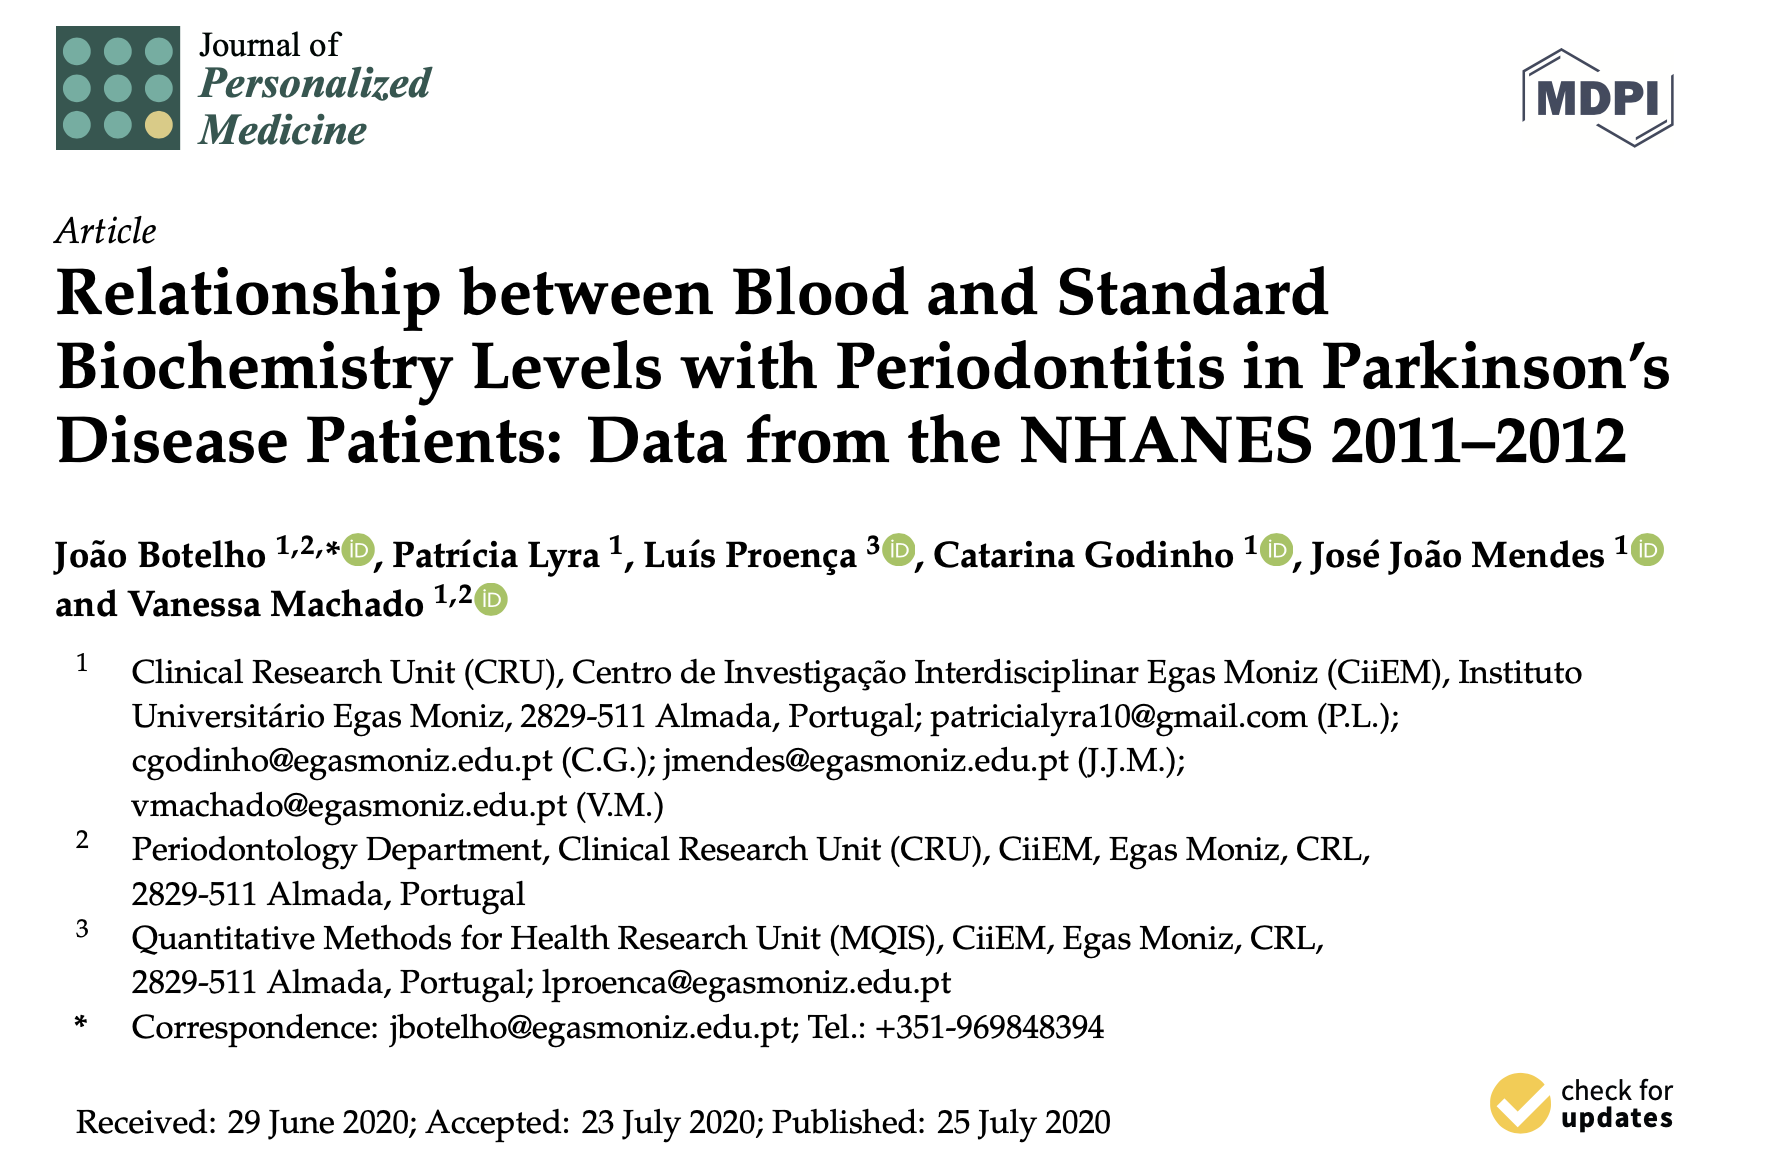 Journal of
Personalized
Medicine
MDPI
Article
Relationship between Blood and Standard
Biochemistry Levels with Periodontitis in Parkinson’s
Disease Patients: Data from the NHANES 2011–2012
João Botelho 1,2,* iD, Patrícia Lyra 1, Luís Proença 3 iD, Catarina Godinho 1 iD, José João Mendes 1 iD
and Vanessa Machado 1,2 iD
1 Clinical Research Unit (CRU), Centro de Investigação Interdisciplinar Egas Moniz (CiiEM), Instituto
Universitário Egas Moniz, 2829-511 Almada, Portugal; patricialyra10@gmail.com (P.L.);
cgodinho@egasmoniz.edu.pt (C.G.); jmendes@egasmoniz.edu.pt (J.J.M.);
vmachado@egasmoniz.edu.pt (V.M.)
2 Periodontology Department, Clinical Research Unit (CRU), CiiEM, Egas Moniz, CRL,
2829-511 Almada, Portugal
3 Quantitative Methods for Health Research Unit (MQIS), CiiEM, Egas Moniz, CRL,
2829-511 Almada, Portugal; lproenca@egasmoniz.edu.pt
* Correspondence: jbotelho@egasmoniz.edu.pt; Tel.: +351-969848394
Received: 29 June 2020; Accepted: 23 July 2020; Published: 25 July 2020
check for
updates